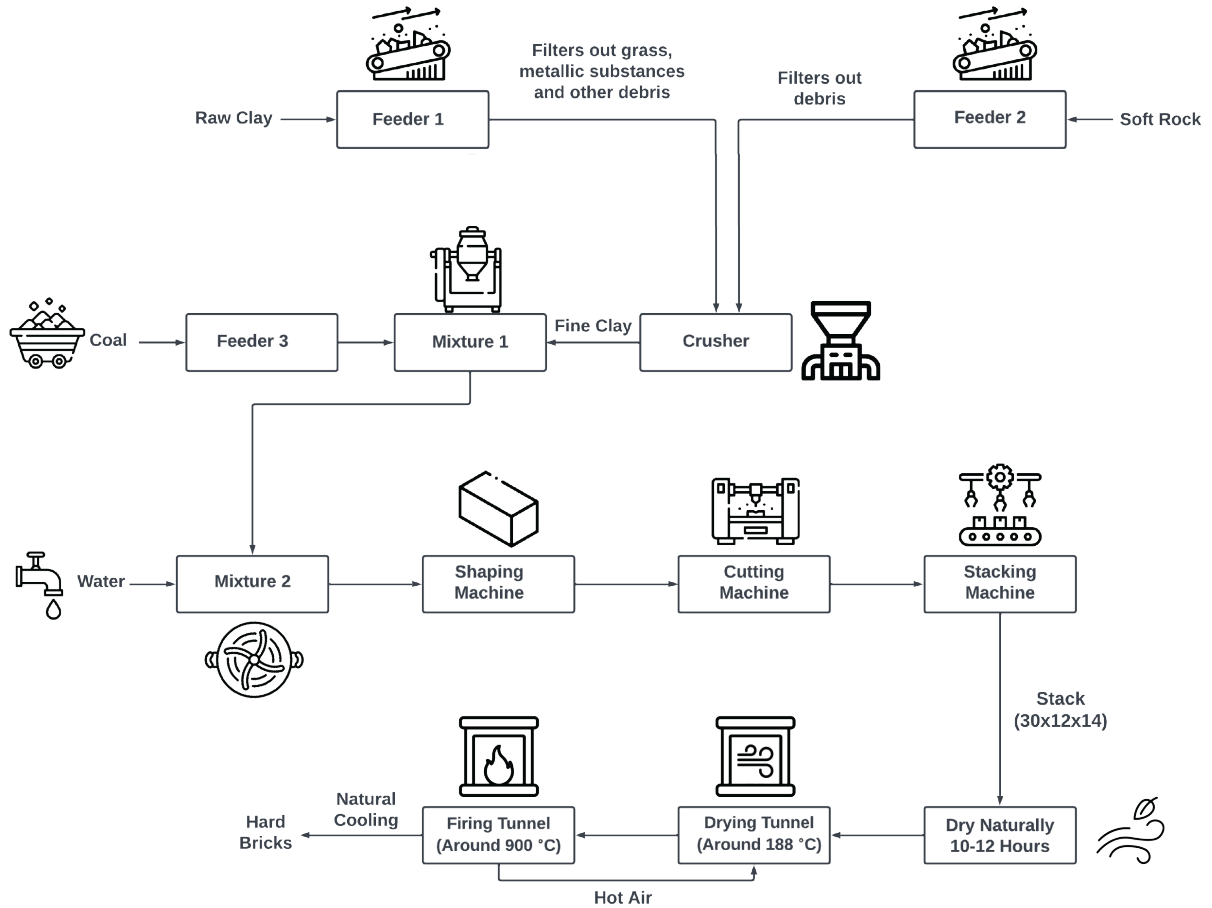 Filters out grass,
metallic substances
and other debris
Filters out
debris
Raw Clay
Feeder 1
Feeder 2
Soft Rock
Coal
Feeder 3
Mixture 1
Fine Clay
Crusher
Water
Mixture 2
Shaping
Machine
Cutting
Machine
Stacking
Machine
Stack
(30x12x14)
Hard
Bricks
Natural
Cooling
Firing Tunnel
(Around 900 °C)
Drying Tunnel
(Around 188 °C)
Dry Naturally
10-12 Hours
Hot Air